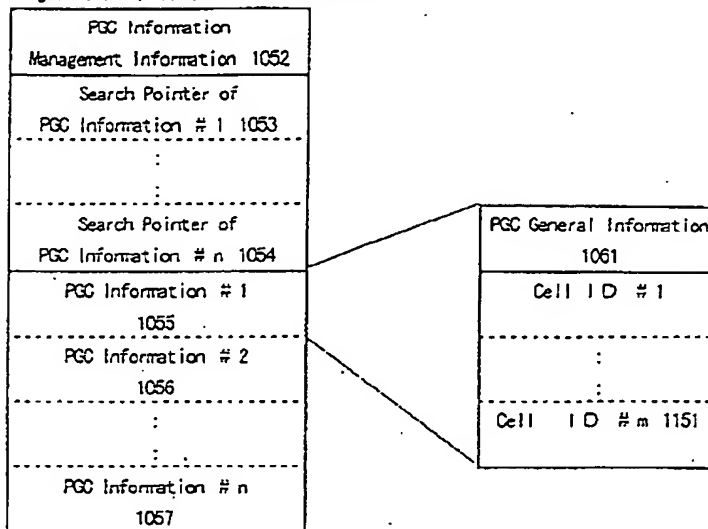 PGC Information
Management Information 1052
Search Pointer of
PGC Information # 1 1053
:
:
Search Pointer of
PGC Information # n 1054
PGC Information # 1
1055
PGC Information # 2
1056
:
:
PGC Information # n
1057
PGC General Information
1061
Cell ID # 1
:
:
Cell ID # m 1151